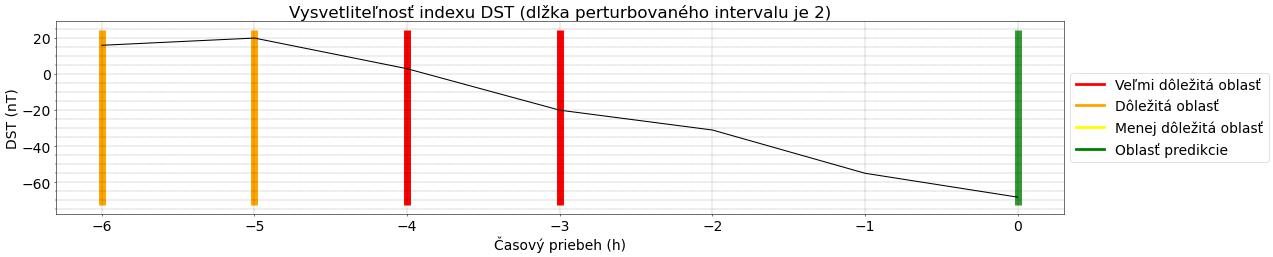 Vysvetliteľnosť indexu DST (dĺžka perturbovaného intervalu je 2)
DST (nT)
20
0
−20
−40
−60
−6
−5
−4
−3
−2
−1
0
Časový priebeh (h)
Veľmi dôležitá oblasť
Dôležitá oblasť
Menej dôležitá oblasť
Oblasť predikcie